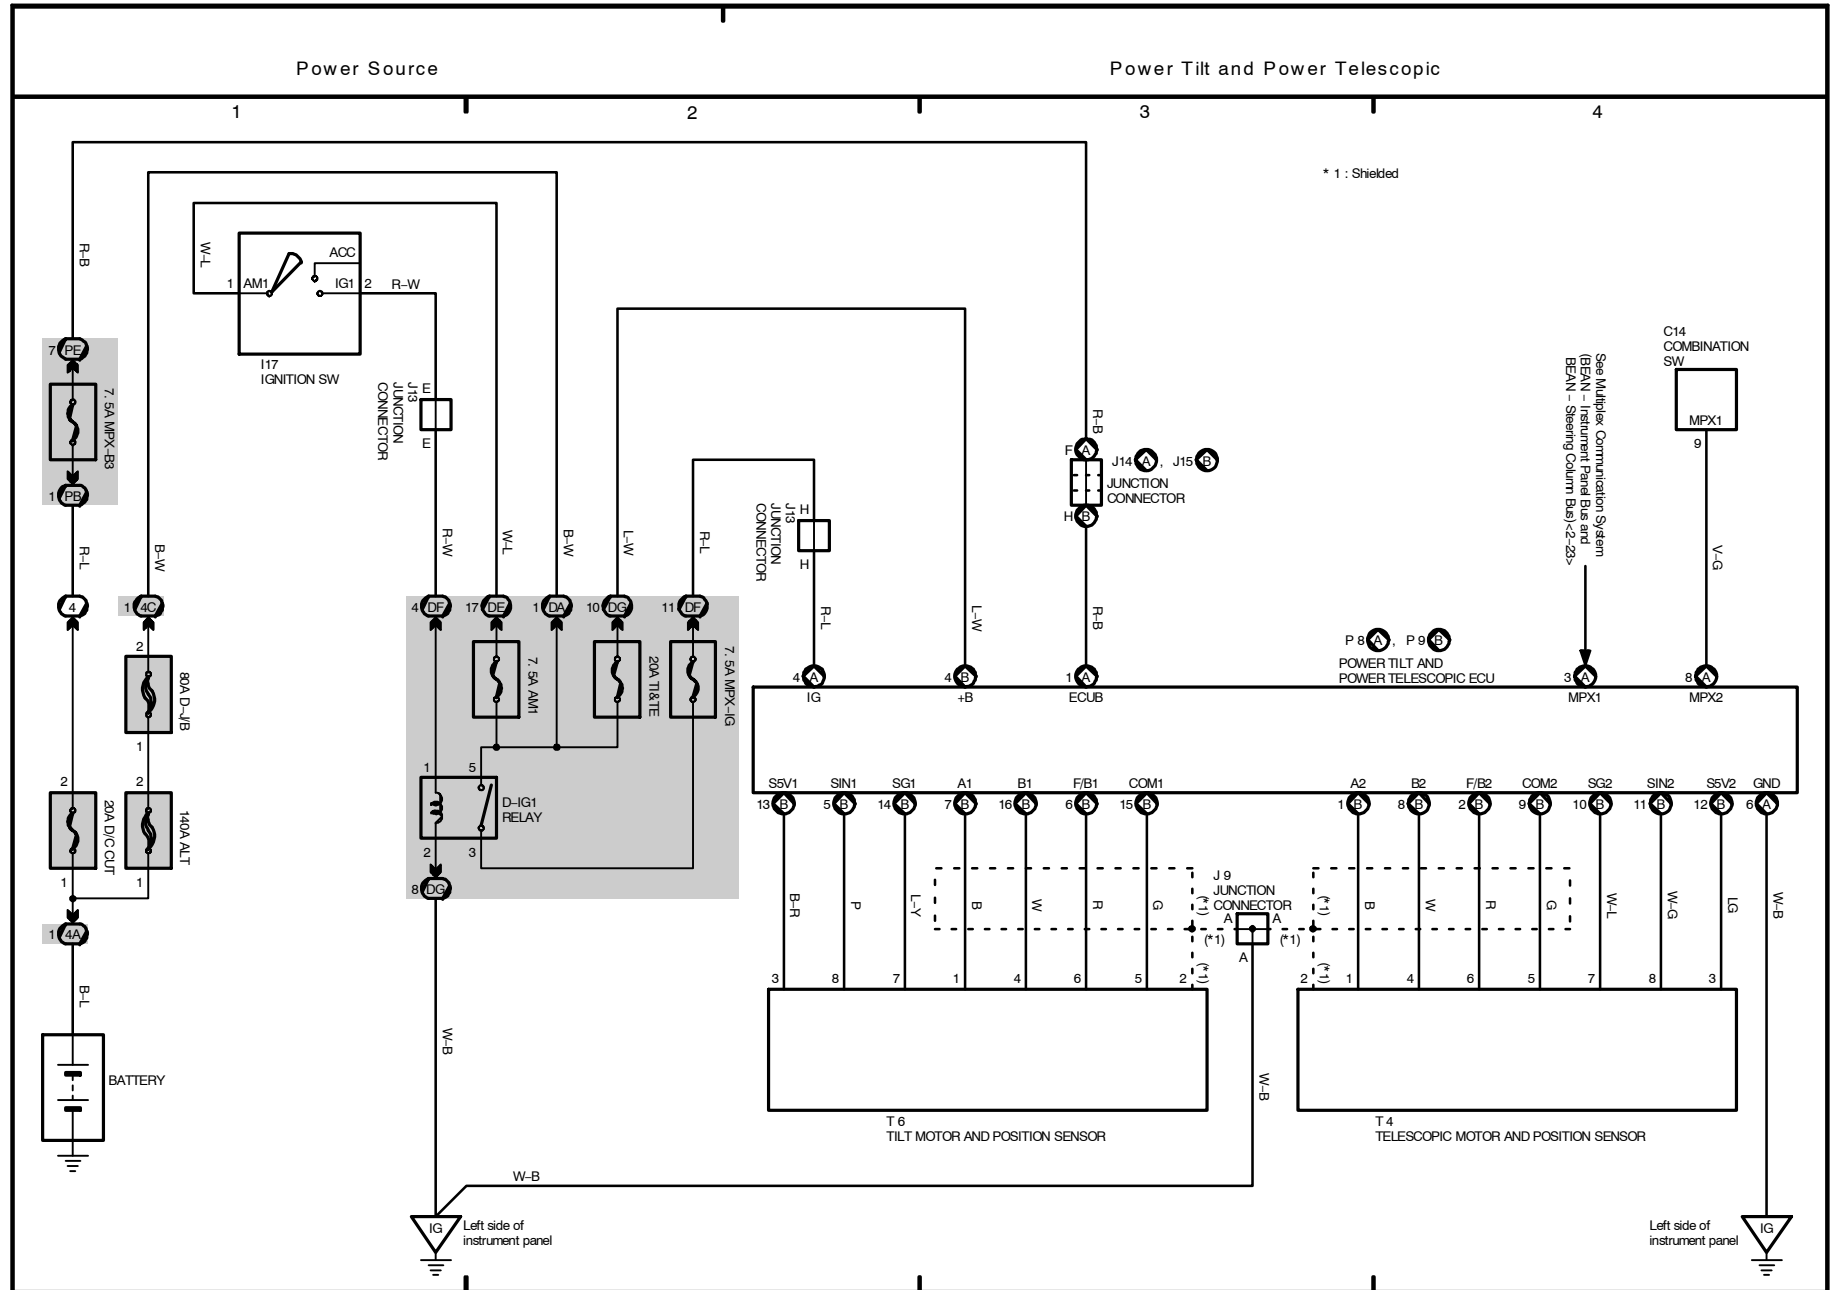 Power Source
Power Tilt and Power Telescopic
1
2
3
4
* 1 : Shielded
R-B
W-L
1
AM1
ACC
IG1
2
R-W
I17
IGNITION SW
7
PE
7. 5A MPX-B3
1
PB
R-L
B-W
4
1
4C
2
80A D-J/B
1
2
20A D/C CUT
1
2
140A ALT
1
1
4A
B-L
BATTERY
E
J13
JUNCTION
CONNECTOR
E
R-W
W-L
B-W
L-W
R-L
4
DF
17
DE
1
DA
10
DG
11
DF
7. 5A AM1
20A TI&TE
7. 5A MPX-IG
1
5
D-IG1
RELAY
2
3
8
DG
W-B
H
J13
JUNCTION
CONNECTOR
H
R-L
L-W
R-B
F
A
J14
A
, J15
B
JUNCTION
CONNECTOR
H
B
R-B
See Multiplex Communication System
(BEAN - Instrument Panel Bus and
BEAN - Steering Column Bus)<2-23>
C14
COMBINATION
SW
MPX1
9
V-G
P 8
A
, P 9
B
POWER TILT AND
POWER TELESCOPIC ECU
4
A
IG
4
B
+B
1
A
ECUB
3
A
MPX1
8
A
MPX2
S5V1
SIN1
SG1
A1
B1
F/B1
COM1
A2
B2
F/B2
COM2
SG2
SIN2
S5V2
GND
13
B
5
B
14
B
7
B
16
B
6
B
15
B
1
B
8
B
2
B
9
B
10
B
11
B
12
B
6
A
B-R
P
L-Y
B
W
R
G
(*1)
J 9
JUNCTION
CONNECTOR
A
A
(*1)
(*1)
A
(*1)
B
W
R
G
W-L
W-G
LG
W-B
3
8
7
1
4
6
5
2
(*1)
2
(*1)
1
4
6
5
7
8
3
W-B
T 6
TILT MOTOR AND POSITION SENSOR
T 4
TELESCOPIC MOTOR AND POSITION SENSOR
W-B
IG
Left side of
instrument panel
Left side of
instrument panel
IG